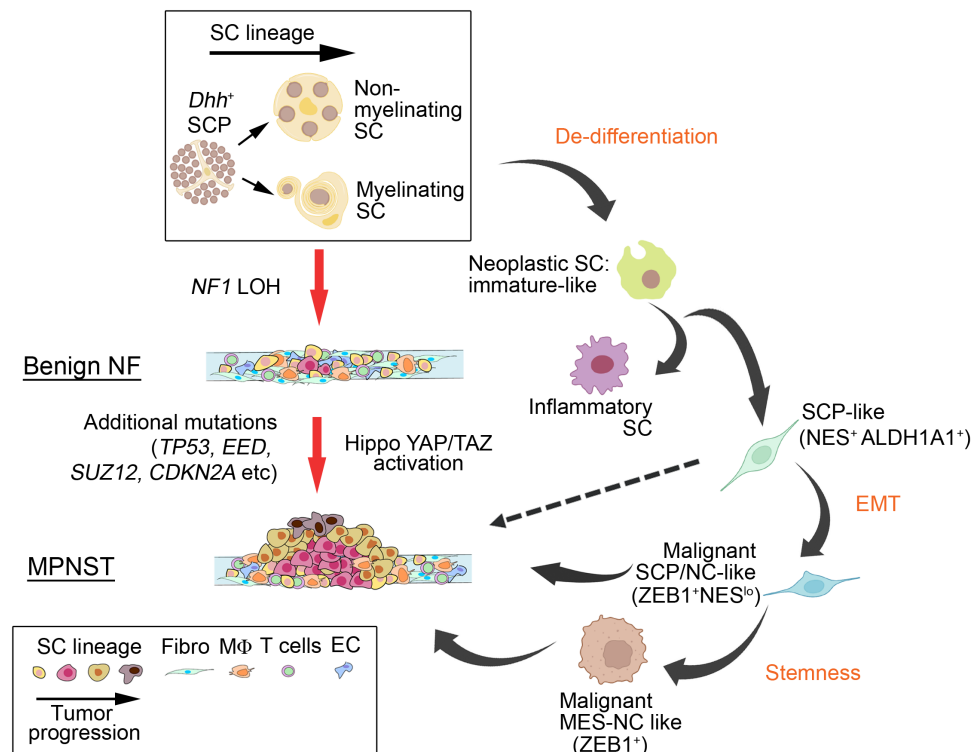 SC lineage
Dhh⁺
SCP
Non-
myelinating
SC
Myelinating
SC
De-differentiation
NF1 LOH
Neoplastic SC:
immature-like
Benign NF
Inflammatory
SC
SCP-like
(NES⁺ ALDH1A1⁺)
Additional mutations
(TP53, EED,
SUZ12, CDKN2A etc)
Hippo YAP/TAZ
activation
EMT
MPNST
Malignant
SCP/NC-like
(ZEB1⁺NESˡᵒ)
Stemness
Malignant
MES-NC like
(ZEB1⁺)
SC lineage
Fibro
MΦ
T cells
EC
Tumor
progression